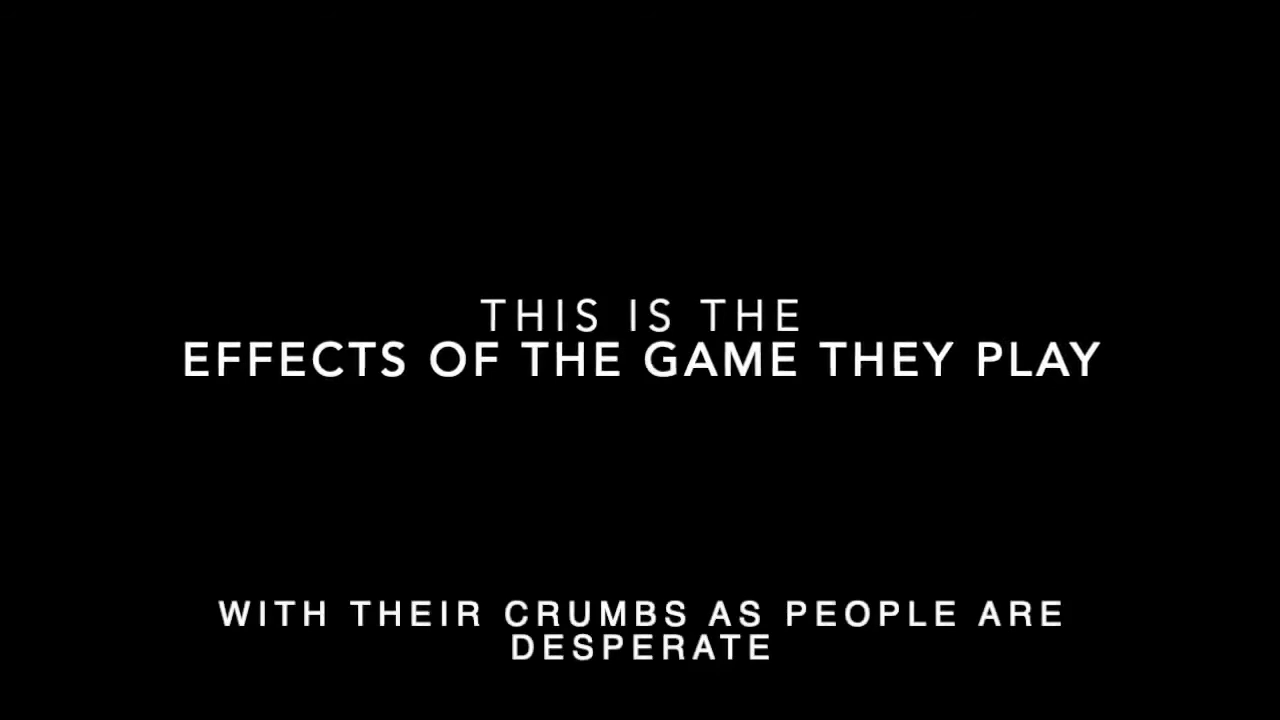 THIS IS THE
EFFECTS OF THE GAME THEY PLAY
WITH THEIR CRUMBS AS PEOPLE ARE
DESPERATE